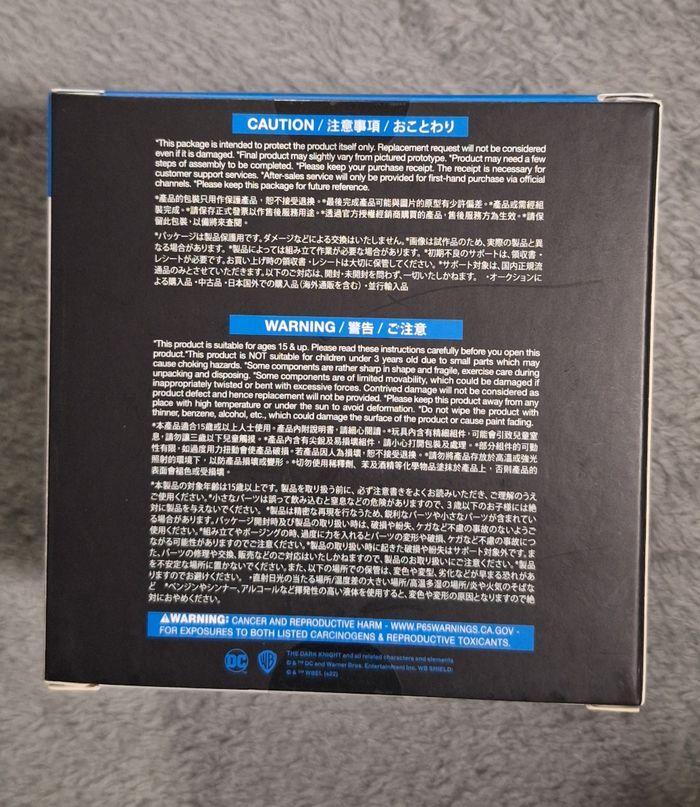 CAUTION / 注意事項 / おことわり
*This package is intended to protect the product itself only. Replacement request will not be considered
even if it is damaged. *Final product may slightly vary from pictured prototype. *Product may need a few
steps of assembly to be completed. *Please keep your purchase receipt. The receipt is necessary for
customer support services. *After-sales service will only be provided for first-hand purchase via official
channels. *Please keep this package for future reference.
*產品的包裝只用作保護產品，恕不接受退換。*最後完成產品可能與圖片的原型有少許偏差。*產品或需經組
裝完成。*請保存正式發票以作售後服務用途。*透過官方授權經銷商購買的產品，售後服務方為生效。*請保
留此包裝，以備將來查閱。
*パッケージは製品保護用です。ダメージなどによる交換はいたしません。*画像は試作品のため、実際の製品と異
なる場合があります。*製品によっては組み立て作業が必要な場合があります。*初期不良のサポートは、領収書・
レシートが必要です。お買い上げ時の領収書・レシートは大切に保管してください。*サポート対象は、国内正規流
通品のみとさせていただきます。以下のご対応は、開封・未開封を問わず、一切いたしかねます。 ・オークションに
よる購入品・中古品・日本国外での購入品（海外通販を含む）・並行輸入品
WARNING / 警告 / ご注意
*This product is suitable for ages 15 & up. Please read these instructions carefully before you open this
product.*This product is NOT suitable for children under 3 years old due to small parts which may
cause choking hazards. *Some components are rather sharp in shape and fragile, exercise care during
unpacking and disposing. *Some components are of limited movability, which could be damaged if
inappropriately twisted or bent with excessive forces. Contrived damage will not be considered as
product defect and hence replacement will not be provided. *Please keep this product away from any
place with high temperature or under the sun to avoid deformation. *Do not wipe the product with
thinner, benzene, alcohol, etc., which could damage the surface of the product or cause paint fading.
*本產品適合15歲或以上人士使用。產品內附說明書，請細心閱讀。*玩具內含有精細組件，可能會引致兒童窒
息，請勿讓三歲以下兒童觸摸。*產品內含有尖銳及易損壞組件，請小心打開包裝及處理。*部分組件的可動
性有限，如過度用力扭動會使產品破損。若產品因人為損壞，恕不接受退換。*請勿將產品存放於高溫或強光
照射的環境下，以防產品損壞或變形。*切勿使用稀釋劑、苯及酒精等化學物品塗抹於產品上，否則產品的
表面會褪色或受損壞。
*本製品の対象年齢は15歳以上です。製品を取り扱う前に、必ず注意書きをよくお読みいただき、ご理解のうえ
ご使用ください。*小さなパーツは誤って飲み込むと窒息などの危険がありますので、3歳以下のお子様には絶
対に製品を与えないでください。*製品は精密な再現を行なうため、鋭利なパーツや小さなパーツが含まれてい
る場合があります。パッケージ開封時及び製品の取り扱い時は、破損や紛失、ケガなど不慮の事故のないようご
使用ください。*組み立てやポージングの時、過度に力を入れるとパーツの変形や破損、ケガなど不慮の事故につ
ながる可能性がありますのでご注意ください。*製品の取り扱い時に起きた破損や紛失はサポート対象外です。ま
た、パーツの修理や交換、販売などのご対応はいたしかねますので、製品のお取り扱いにご注意ください。*製品
を不安定な場所に置かないでください。また、以下の場所での保管は、変色や変型、劣化などが早まる恐れがあ
りますのでお避けください。 ・直射日光の当たる場所/温度差の大きい場所/高温多湿の場所/炎や火気のそばな
ど *ベンジンやシンナー、アルコールなど揮発性の高い液体を使用すると、変色や変形の原因となりますので絶
対におやめください。
⚠WARNING: CANCER AND REPRODUCTIVE HARM - WWW.P65WARNINGS.CA.GOV -
FOR EXPOSURES TO BOTH LISTED CARCINOGENS & REPRODUCTIVE TOXICANTS.
DC WB
THE DARK KNIGHT and all related characters and elements
© & ™ DC and Warner Bros. Entertainment Inc. WB SHIELD:
© & ™ WBEI. (s22)